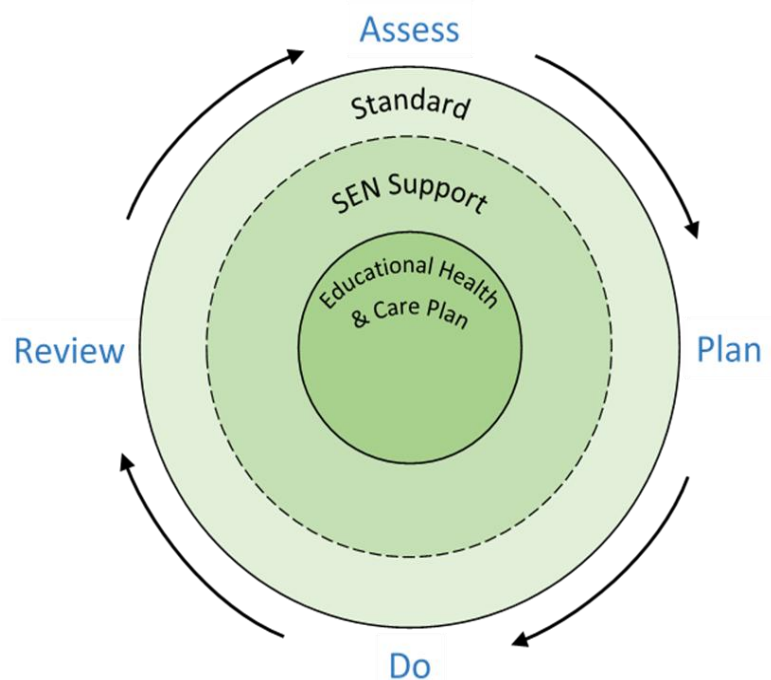 Assess
Standard
SEN Support
Educational Health
& Care Plan
Review
Plan
Do